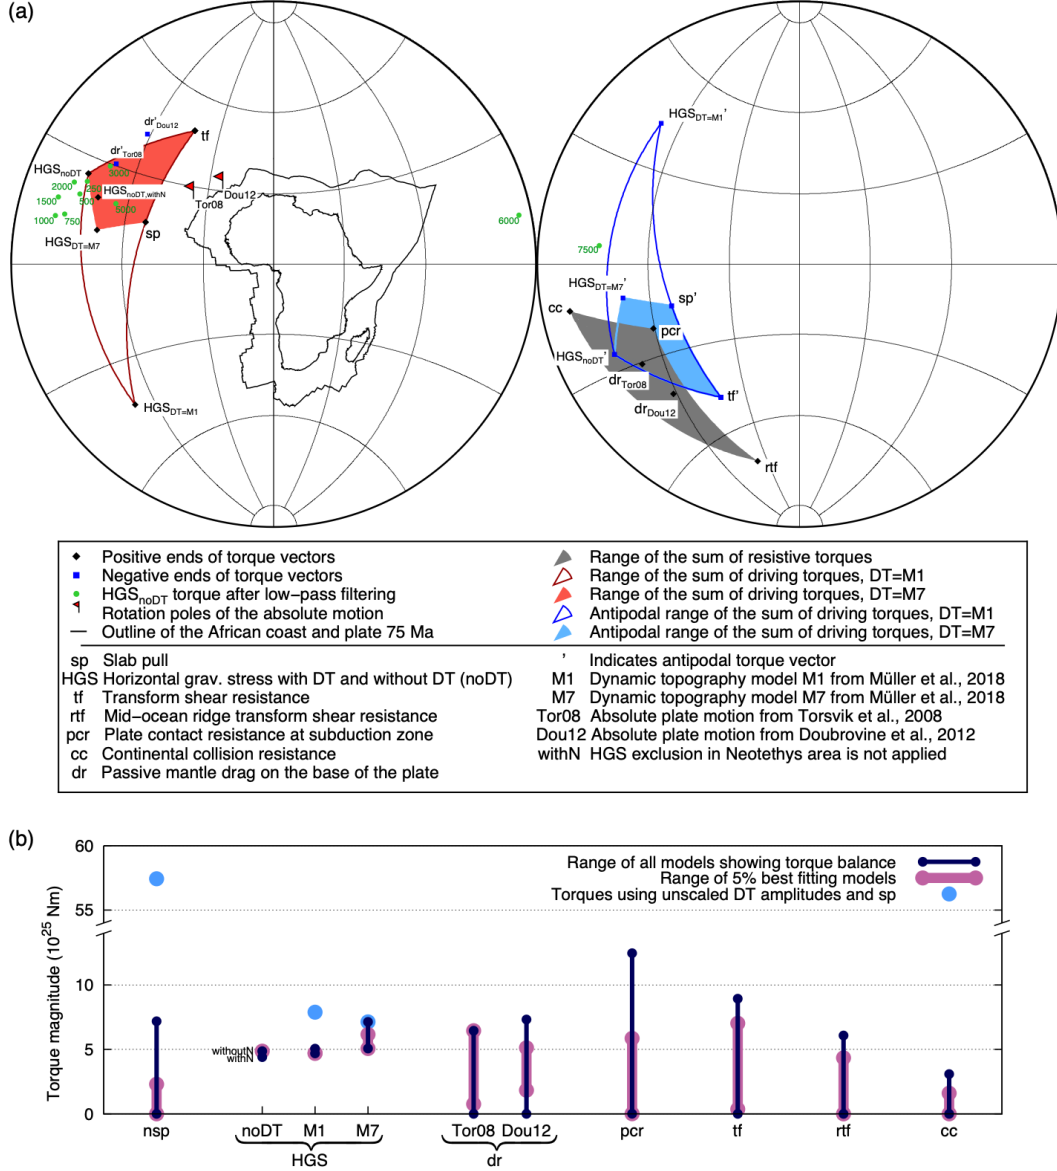 (a)
dr'Dou12
tf
dr'Tor08
HGSnoDT
3000
2000
250
HGSnoDT,withN
1500
500
5000
1000
750
HGSDT=M7
sp
Tor08
Dou12
6000
HGSDT=M1
HGSDT=M1'
7500
HGSDT=M7'
sp'
cc
pcr
HGSnoDT'
drTor08
tf'
drDou12
rtf
Positive ends of torque vectors
Negative ends of torque vectors
HGSnoDT torque after low-pass filtering
Rotation poles of the absolute motion
Outline of the African coast and plate 75 Ma
Range of the sum of resistive torques
Range of the sum of driving torques, DT=M1
Range of the sum of driving torques, DT=M7
Antipodal range of the sum of driving torques, DT=M1
Antipodal range of the sum of driving torques, DT=M7
sp Slab pull
HGS Horizontal grav. stress with DT and without DT (noDT)
tf Transform shear resistance
rtf Mid-ocean ridge transform shear resistance
pcr Plate contact resistance at subduction zone
cc Continental collision resistance
dr Passive mantle drag on the base of the plate
' Indicates antipodal torque vector
M1 Dynamic topography model M1 from Müller et al., 2018
M7 Dynamic topography model M7 from Müller et al., 2018
Tor08 Absolute plate motion from Torsvik et al., 2008
Dou12 Absolute plate motion from Doubrovine et al., 2012
withN HGS exclusion in Neotethys area is not applied
(b)
Torque magnitude (10^25 Nm)
60
55
10
5
0
Range of all models showing torque balance
Range of 5% best fitting models
Torques using unscaled DT amplitudes and sp
withoutN
withN
nsp noDT M1 M7 Tor08 Dou12 pcr tf rtf cc
HGS dr